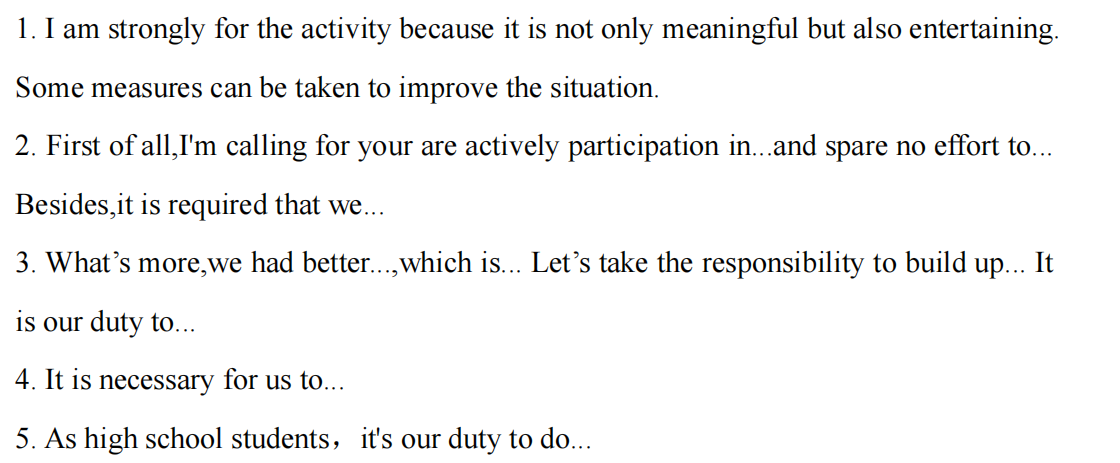 1. I am strongly for the activity because it is not only meaningful but also entertaining.
Some measures can be taken to improve the situation.
2. First of all,I'm calling for your are actively participation in...and spare no effort to...
Besides,it is required that we...
3. What’s more,we had better...,which is... Let’s take the responsibility to build up... It
is our duty to...
4. It is necessary for us to...
5. As high school students，it's our duty to do...